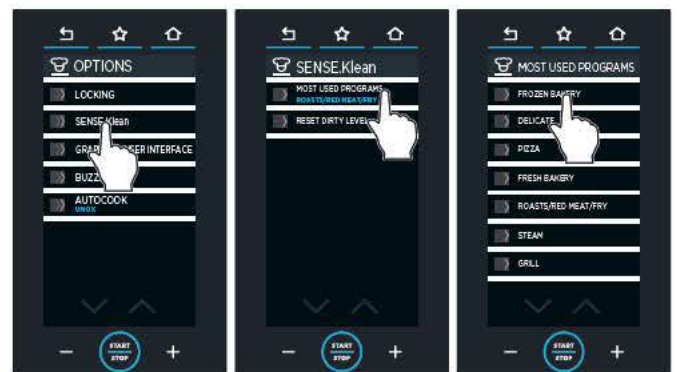 OPTIONS
LOCKING
SENSE.Klean
INTERFACE
AUTOCOOK
UNOX
−
START
STOP
+
SENSE.Klean
MOST USED PROGRAMS
ROASTS/RED MEAT/FRY
RESET DIRTY LEVEL
−
START
STOP
+
MOST USED PROGRAMS
FROZEN BAKERY
DELICATE
PIZZA
FRESH BAKERY
ROASTS/RED MEAT/FRY
STEAM
GRILL
−
START
STOP
+